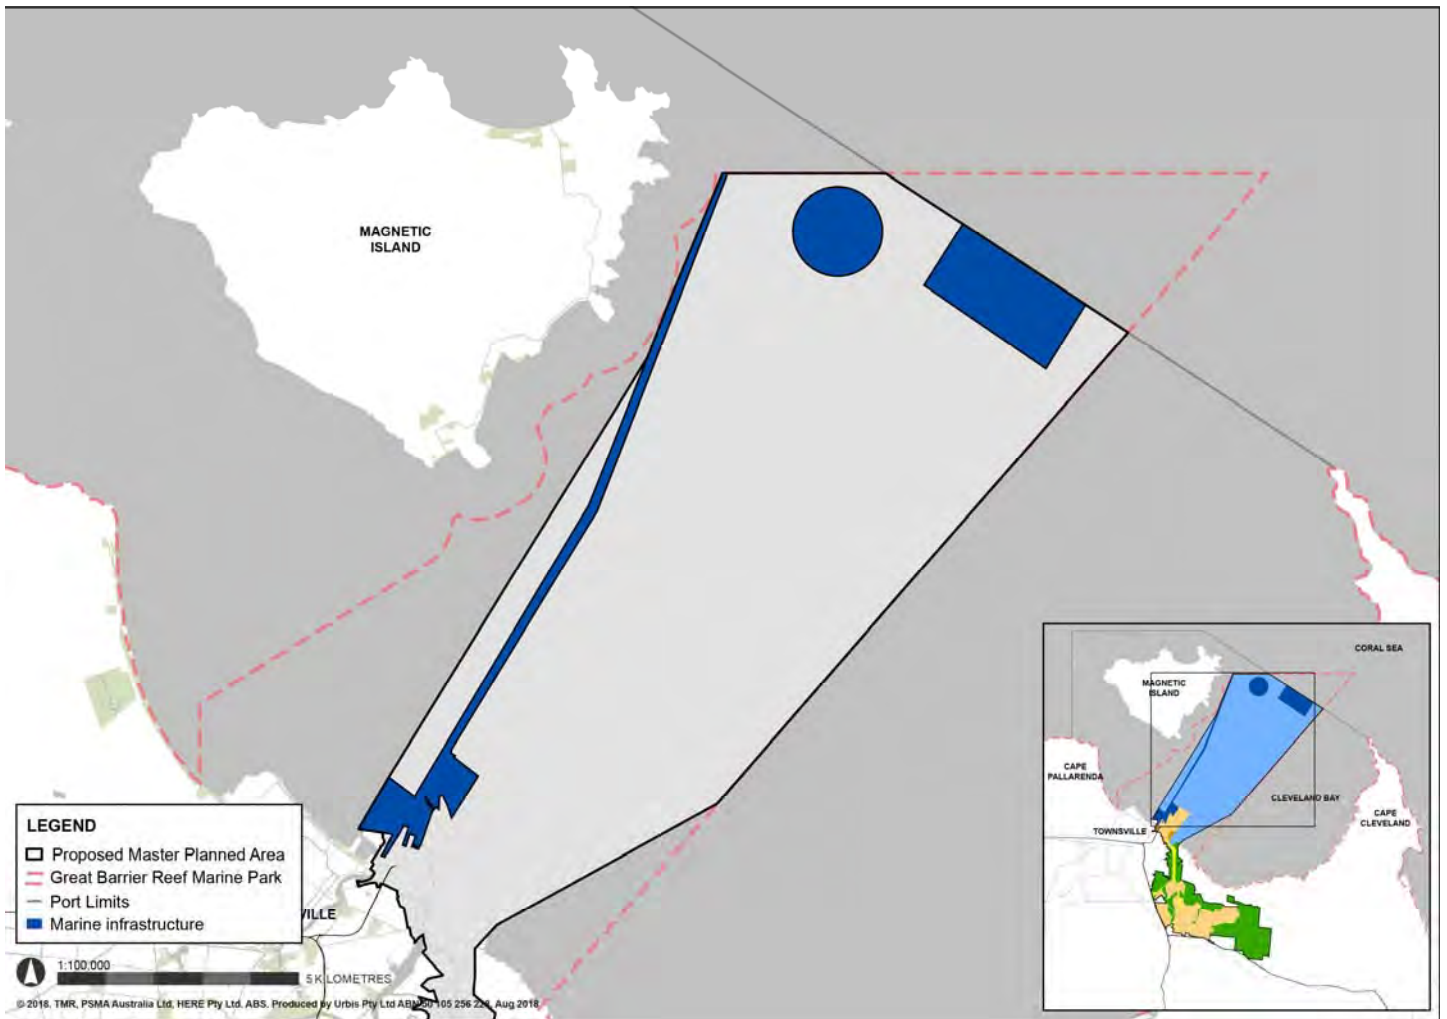 MAGNETIC
ISLAND
LEGEND
Proposed Master Planned Area
Great Barrier Reef Marine Park
Port Limits
Marine infrastructure
VILLE
1:100,000
5 KILOMETRES
© 2018. TMR, PSMA Australia Ltd, HERE Pty Ltd. ABS. Produced by Urbis Pty Ltd ABN 50 105 256 228, Aug 2018
CORAL SEA
MAGNETIC
ISLAND
CAPE
PALLARENDA
CLEVELAND BAY
CAPE
CLEVELAND
TOWNSVILLE